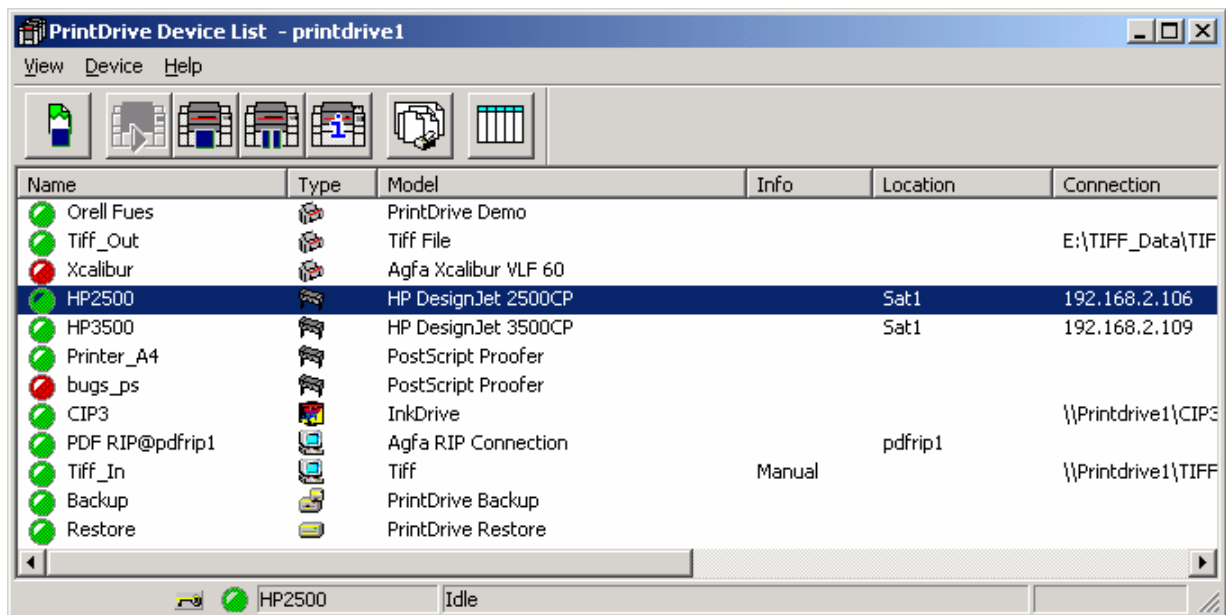 PrintDrive Device List - printdrive1
View Device Help
Name Type Model Info Location Connection
Orell Fues PrintDrive Demo
Tiff_Out Tiff File E:\TIFF_Data\TIF
Xcalibur Agfa Xcalibur VLF 60
HP2500 HP DesignJet 2500CP Sat1 192.168.2.106
HP3500 HP DesignJet 3500CP Sat1 192.168.2.109
Printer_A4 PostScript Proofer
bugs_ps PostScript Proofer
CIP3 InkDrive \\Printdrive1\CIP3
PDF RIP@pdfrip1 Agfa RIP Connection pdfrip1
Tiff_In Tiff Manual \\Printdrive1\TIFF
Backup PrintDrive Backup
Restore PrintDrive Restore
HP2500 Idle